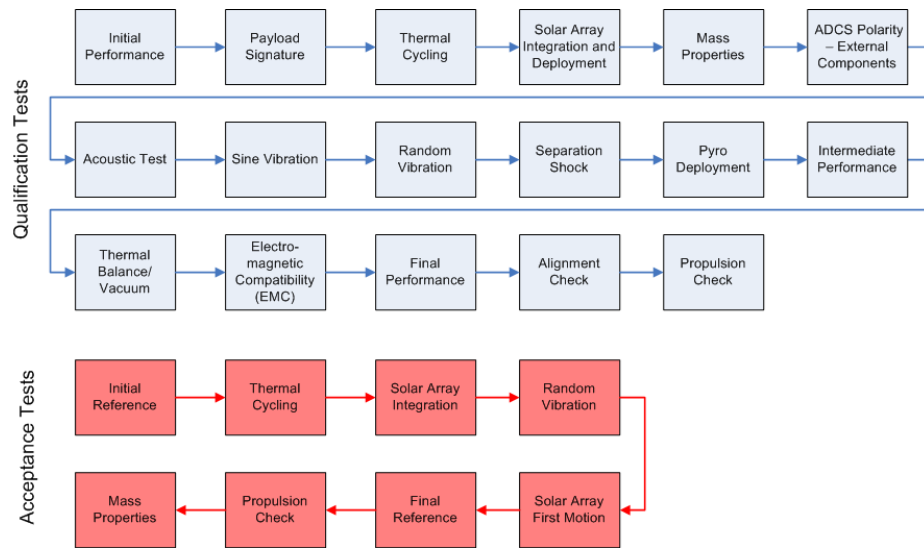 Qualification Tests
Initial
Performance
Payload
Signature
Thermal
Cycling
Solar Array
Integration and
Deployment
Mass
Properties
ADCS Polarity
– External
Components
Acoustic Test
Sine Vibration
Random
Vibration
Separation
Shock
Pyro
Deployment
Intermediate
Performance
Thermal
Balance/
Vacuum
Electro-
magnetic
Compatibility
(EMC)
Final
Performance
Alignment
Check
Propulsion
Check
Acceptance Tests
Initial
Reference
Thermal
Cycling
Solar Array
Integration
Random
Vibration
Mass
Properties
Propulsion
Check
Final
Reference
Solar Array
First Motion